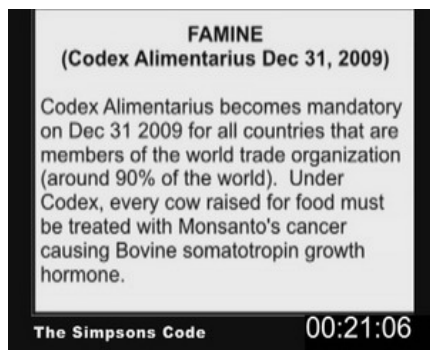 FAMINE
(Codex Alimentarius Dec 31, 2009)
Codex Alimentarius becomes mandatory
on Dec 31 2009 for all countries that are
members of the world trade organization
(around 90% of the world).  Under
Codex, every cow raised for food must
be treated with Monsanto's cancer
causing Bovine somatotropin growth
hormone.
The Simpsons Code
00:21:06